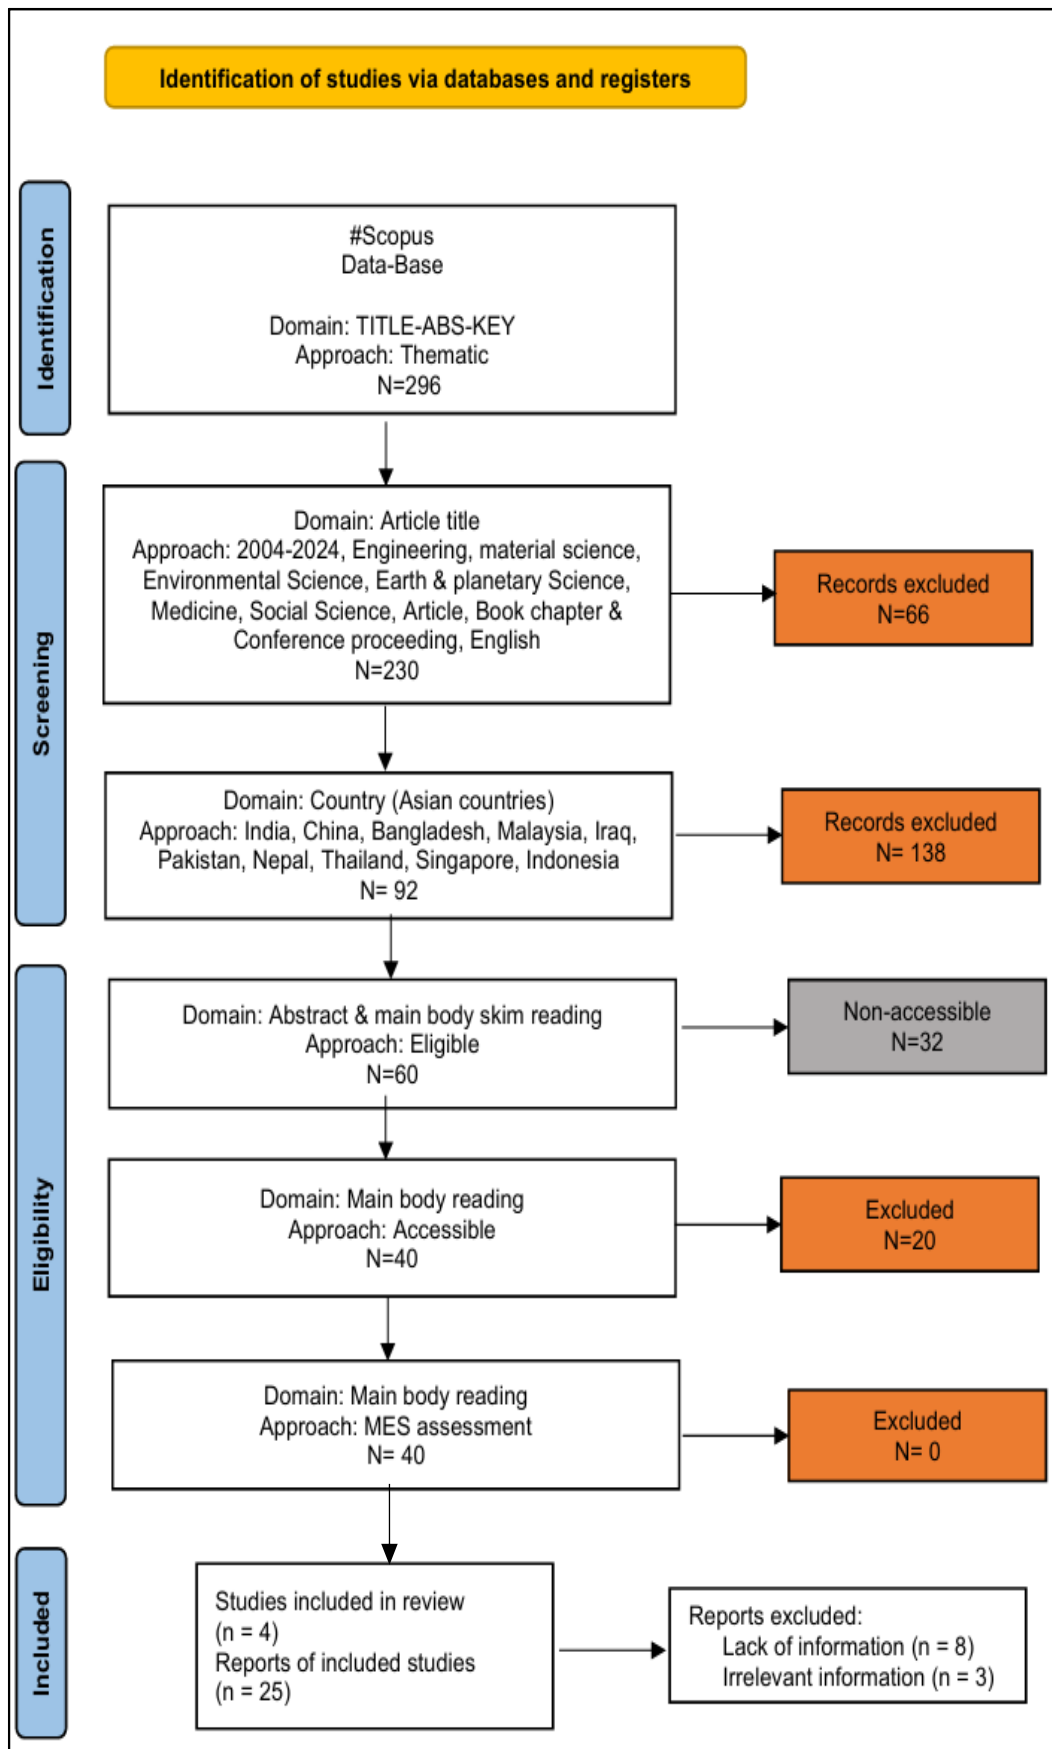 Identification of studies via databases and registers
Identification
#Scopus
Data-Base
Domain: TITLE-ABS-KEY
Approach: Thematic
N=296
Screening
Domain: Article title
Approach: 2004-2024, Engineering, material science,
Environmental Science, Earth & planetary Science,
Medicine, Social Science, Article, Book chapter &
Conference proceeding, English
N=230
Records excluded
N=66
Domain: Country (Asian countries)
Approach: India, China, Bangladesh, Malaysia, Iraq,
Pakistan, Nepal, Thailand, Singapore, Indonesia
N= 92
Records excluded
N= 138
Eligibility
Domain: Abstract & main body skim reading
Approach: Eligible
N=60
Non-accessible
N=32
Domain: Main body reading
Approach: Accessible
N=40
Excluded
N=20
Domain: Main body reading
Approach: MES assessment
N= 40
Excluded
N= 0
Included
Studies included in review
(n = 4)
Reports of included studies
(n = 25)
Reports excluded:
Lack of information (n = 8)
Irrelevant information (n = 3)